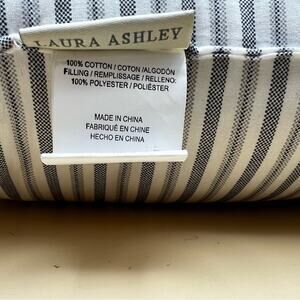 LAURA ASHLEY
100% COTTON / COTON /ALGODÓN
FILLING / REMPLISSAGE / RELLENO:
100% POLYESTER / POLIÉSTER
MADE IN CHINA
FABRIQUÉ EN CHINE
HECHO EN CHINA